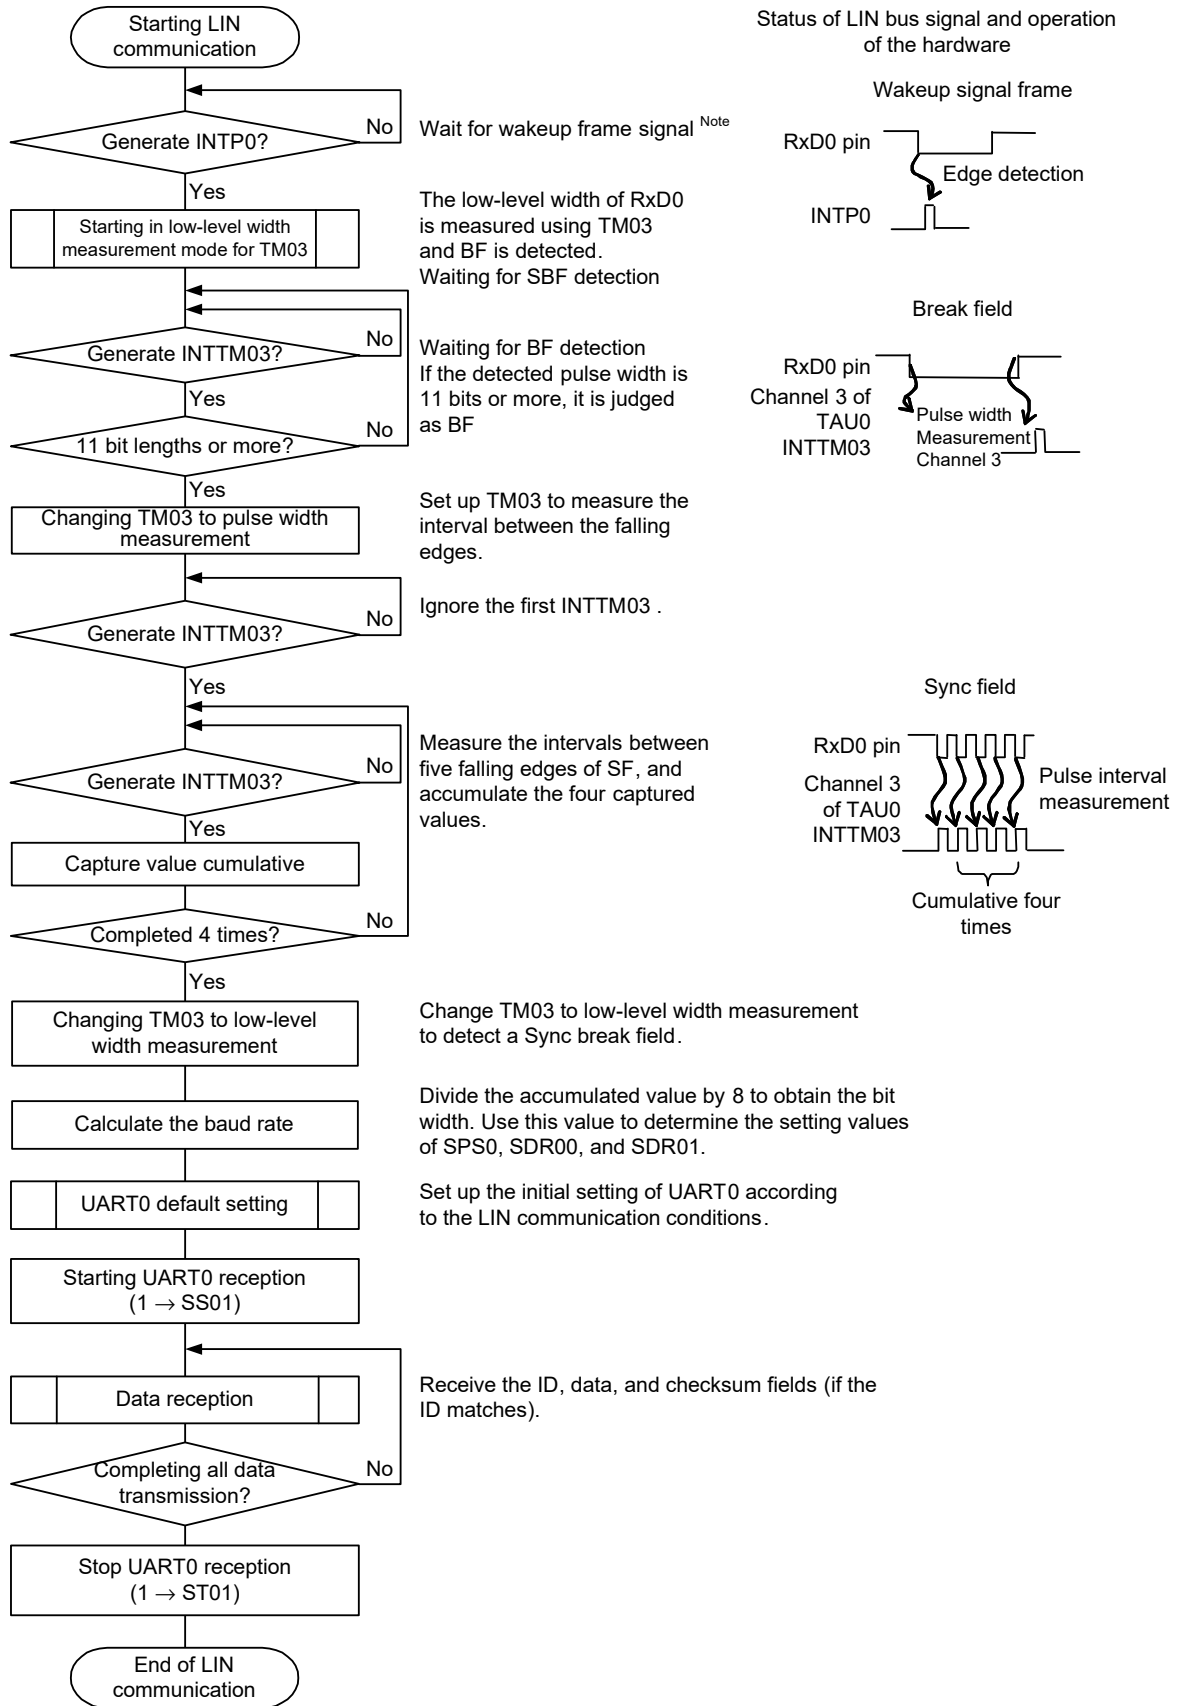 Starting LIN
communication
Status of LIN bus signal and operation
of the hardware
Wakeup signal frame
Generate INTP0?
No
Wait for wakeup frame signal Note
RxD0 pin
Edge detection
INTP0
Yes
Starting in low-level width
measurement mode for TM03
The low-level width of RxD0
is measured using TM03
and BF is detected.
Waiting for SBF detection
Break field
Generate INTTM03?
No
Waiting for BF detection
If the detected pulse width is
11 bits or more, it is judged
as BF
RxD0 pin
Channel 3 of
TAU0
INTTM03
Pulse width
Measurement
Channel 3
Yes
11 bit lengths or more?
No
Yes
Changing TM03 to pulse width
measurement
Set up TM03 to measure the
interval between the falling
edges.
Generate INTTM03?
No
Ignore the first INTTM03 .
Yes
Sync field
Generate INTTM03?
No
Measure the intervals between
five falling edges of SF, and
accumulate the four captured
values.
RxD0 pin
Channel 3
of TAU0
INTTM03
Pulse interval
measurement
Cumulative four
times
Yes
Capture value cumulative
Completed 4 times?
No
Yes
Changing TM03 to low-level
width measurement
Change TM03 to low-level width measurement
to detect a Sync break field.
Calculate the baud rate
Divide the accumulated value by 8 to obtain the bit
width. Use this value to determine the setting values
of SPS0, SDR00, and SDR01.
UART0 default setting
Set up the initial setting of UART0 according
to the LIN communication conditions.
Starting UART0 reception
(1 → SS01)
Data reception
Receive the ID, data, and checksum fields (if the
ID matches).
Completing all data
transmission?
No
Stop UART0 reception
(1 → ST01)
End of LIN
communication